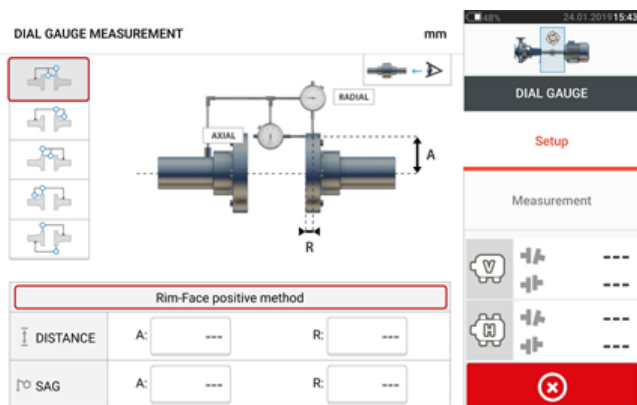 DIAL GAUGE MEASUREMENT
mm
RADIAL
AXIAL
A
R
Rim-Face positive method
DISTANCE A: --- R: ---
SAG A: --- R: ---
48% 24.01.2019 15:43
DIAL GAUGE
Setup
Measurement
V
---
---
H
---
---